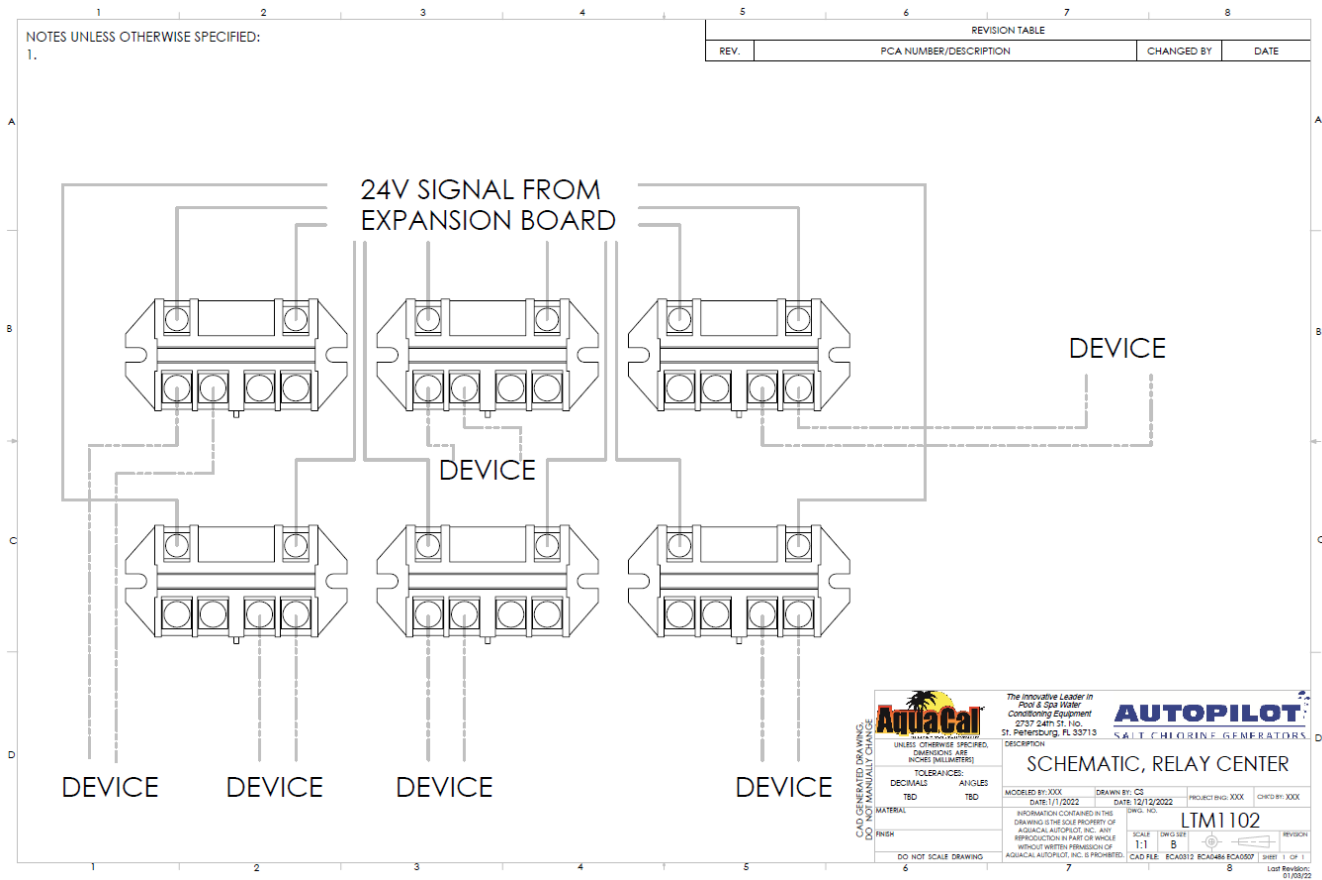 1 2 3 4 5 6 7 8
NOTES UNLESS OTHERWISE SPECIFIED:
1.
REVISION TABLE
REV. PCA NUMBER/DESCRIPTION CHANGED BY DATE
A A
24V SIGNAL FROM
EXPANSION BOARD
B B
DEVICE
DEVICE
C C
D D
DEVICE DEVICE DEVICE DEVICE
CAD GENERATED DRAWING,
DO NOT MANUALLY CHANGE
AquaCal
The Innovative Leader in
Pool & Spa Water
Conditioning Equipment
2737 24th St. No.
St. Petersburg, FL 33713
AUTOPILOT
SALT CHLORINE GENERATORS
UNLESS OTHERWISE SPECIFIED,
DIMENSIONS ARE
INCHES [MILLIMETERS]
TOLERANCES:
DECIMALS ANGLES
TBD TBD
MATERIAL
FINISH
DO NOT SCALE DRAWING
DESCRIPTION
SCHEMATIC, RELAY CENTER
MODELED BY: XXX DRAWN BY: CS PROJECT ENG: XXX CHK'D BY: XXX
DATE: 1/1/2022 DATE: 12/12/2022
INFORMATION CONTAINED IN THIS
DRAWING IS THE SOLE PROPERTY OF
AQUACAL AUTOPILOT, INC. ANY
REPRODUCTION IN PART OR WHOLE
WITHOUT WRITTEN PERMISSION OF
AQUACAL AUTOPILOT, INC. IS PROHIBITED.
DWG. NO.
LTM1102
SCALE DWG SIZE REVISION
1:1 B
CAD FILE: ECA0312 ECA0486 ECA0507 SHEET 1 OF 1
1 2 3 4 5 6 7 8
Last Revision:
01/03/22